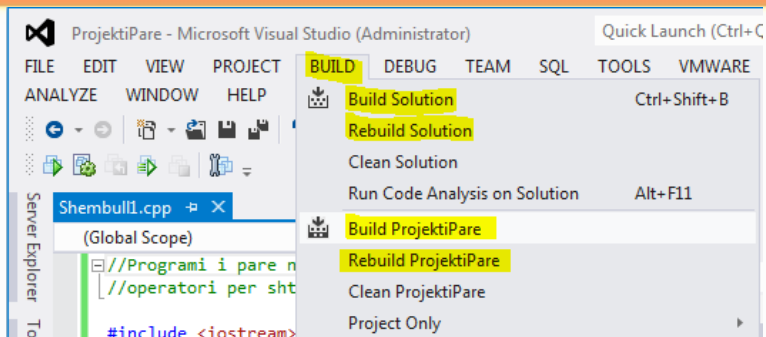 ProjektiPare - Microsoft Visual Studio (Administrator) Quick Launch (Ctrl+Q
FILE EDIT VIEW PROJECT BUILD DEBUG TEAM SQL TOOLS VMWARE
ANALYZE WINDOW HELP
Build Solution Ctrl+Shift+B
Rebuild Solution
Clean Solution
Run Code Analysis on Solution Alt+F11
Build ProjektiPare
Rebuild ProjektiPare
Clean ProjektiPare
Project Only
Server Explorer
Shembull1.cpp
(Global Scope)
//Programi i pare n
//operatori per sht
#include <iostream>